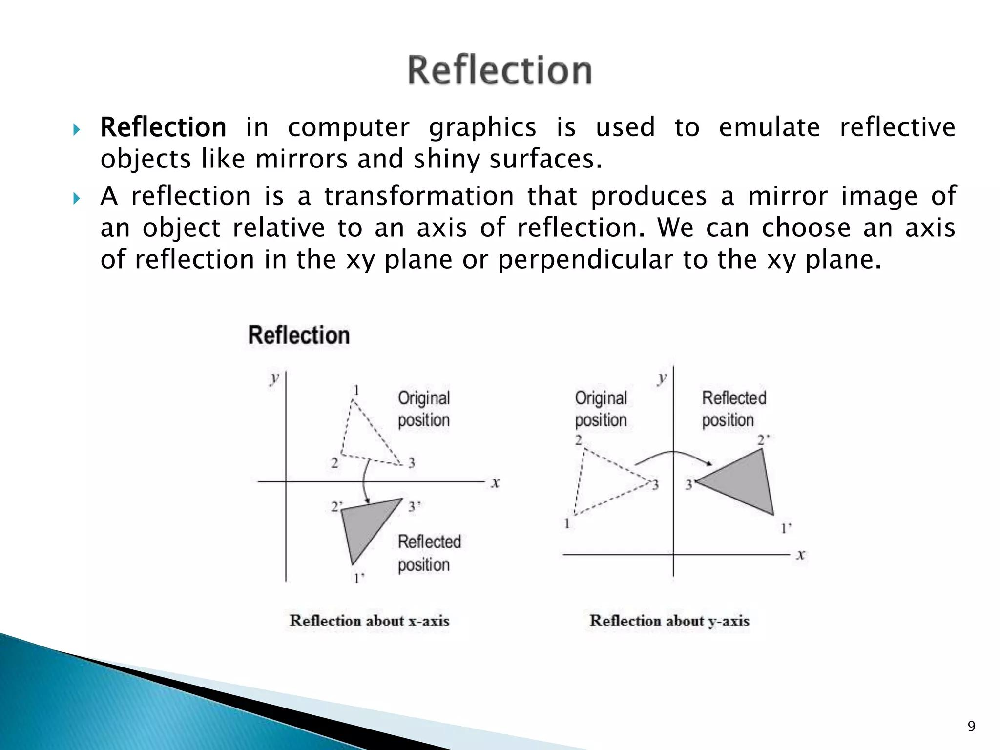 Reflection
Reflection in computer graphics is used to emulate reflective
objects like mirrors and shiny surfaces.
A reflection is a transformation that produces a mirror image of
an object relative to an axis of reflection. We can choose an axis
of reflection in the xy plane or perpendicular to the xy plane.
Reflection
y
1
Original
position
2
3
x
2’
3’
Reflected
position
1’
Reflection about x-axis
y
Original
position
Reflected
position
2
2’
3
3’
1
1’
x
Reflection about y-axis
9